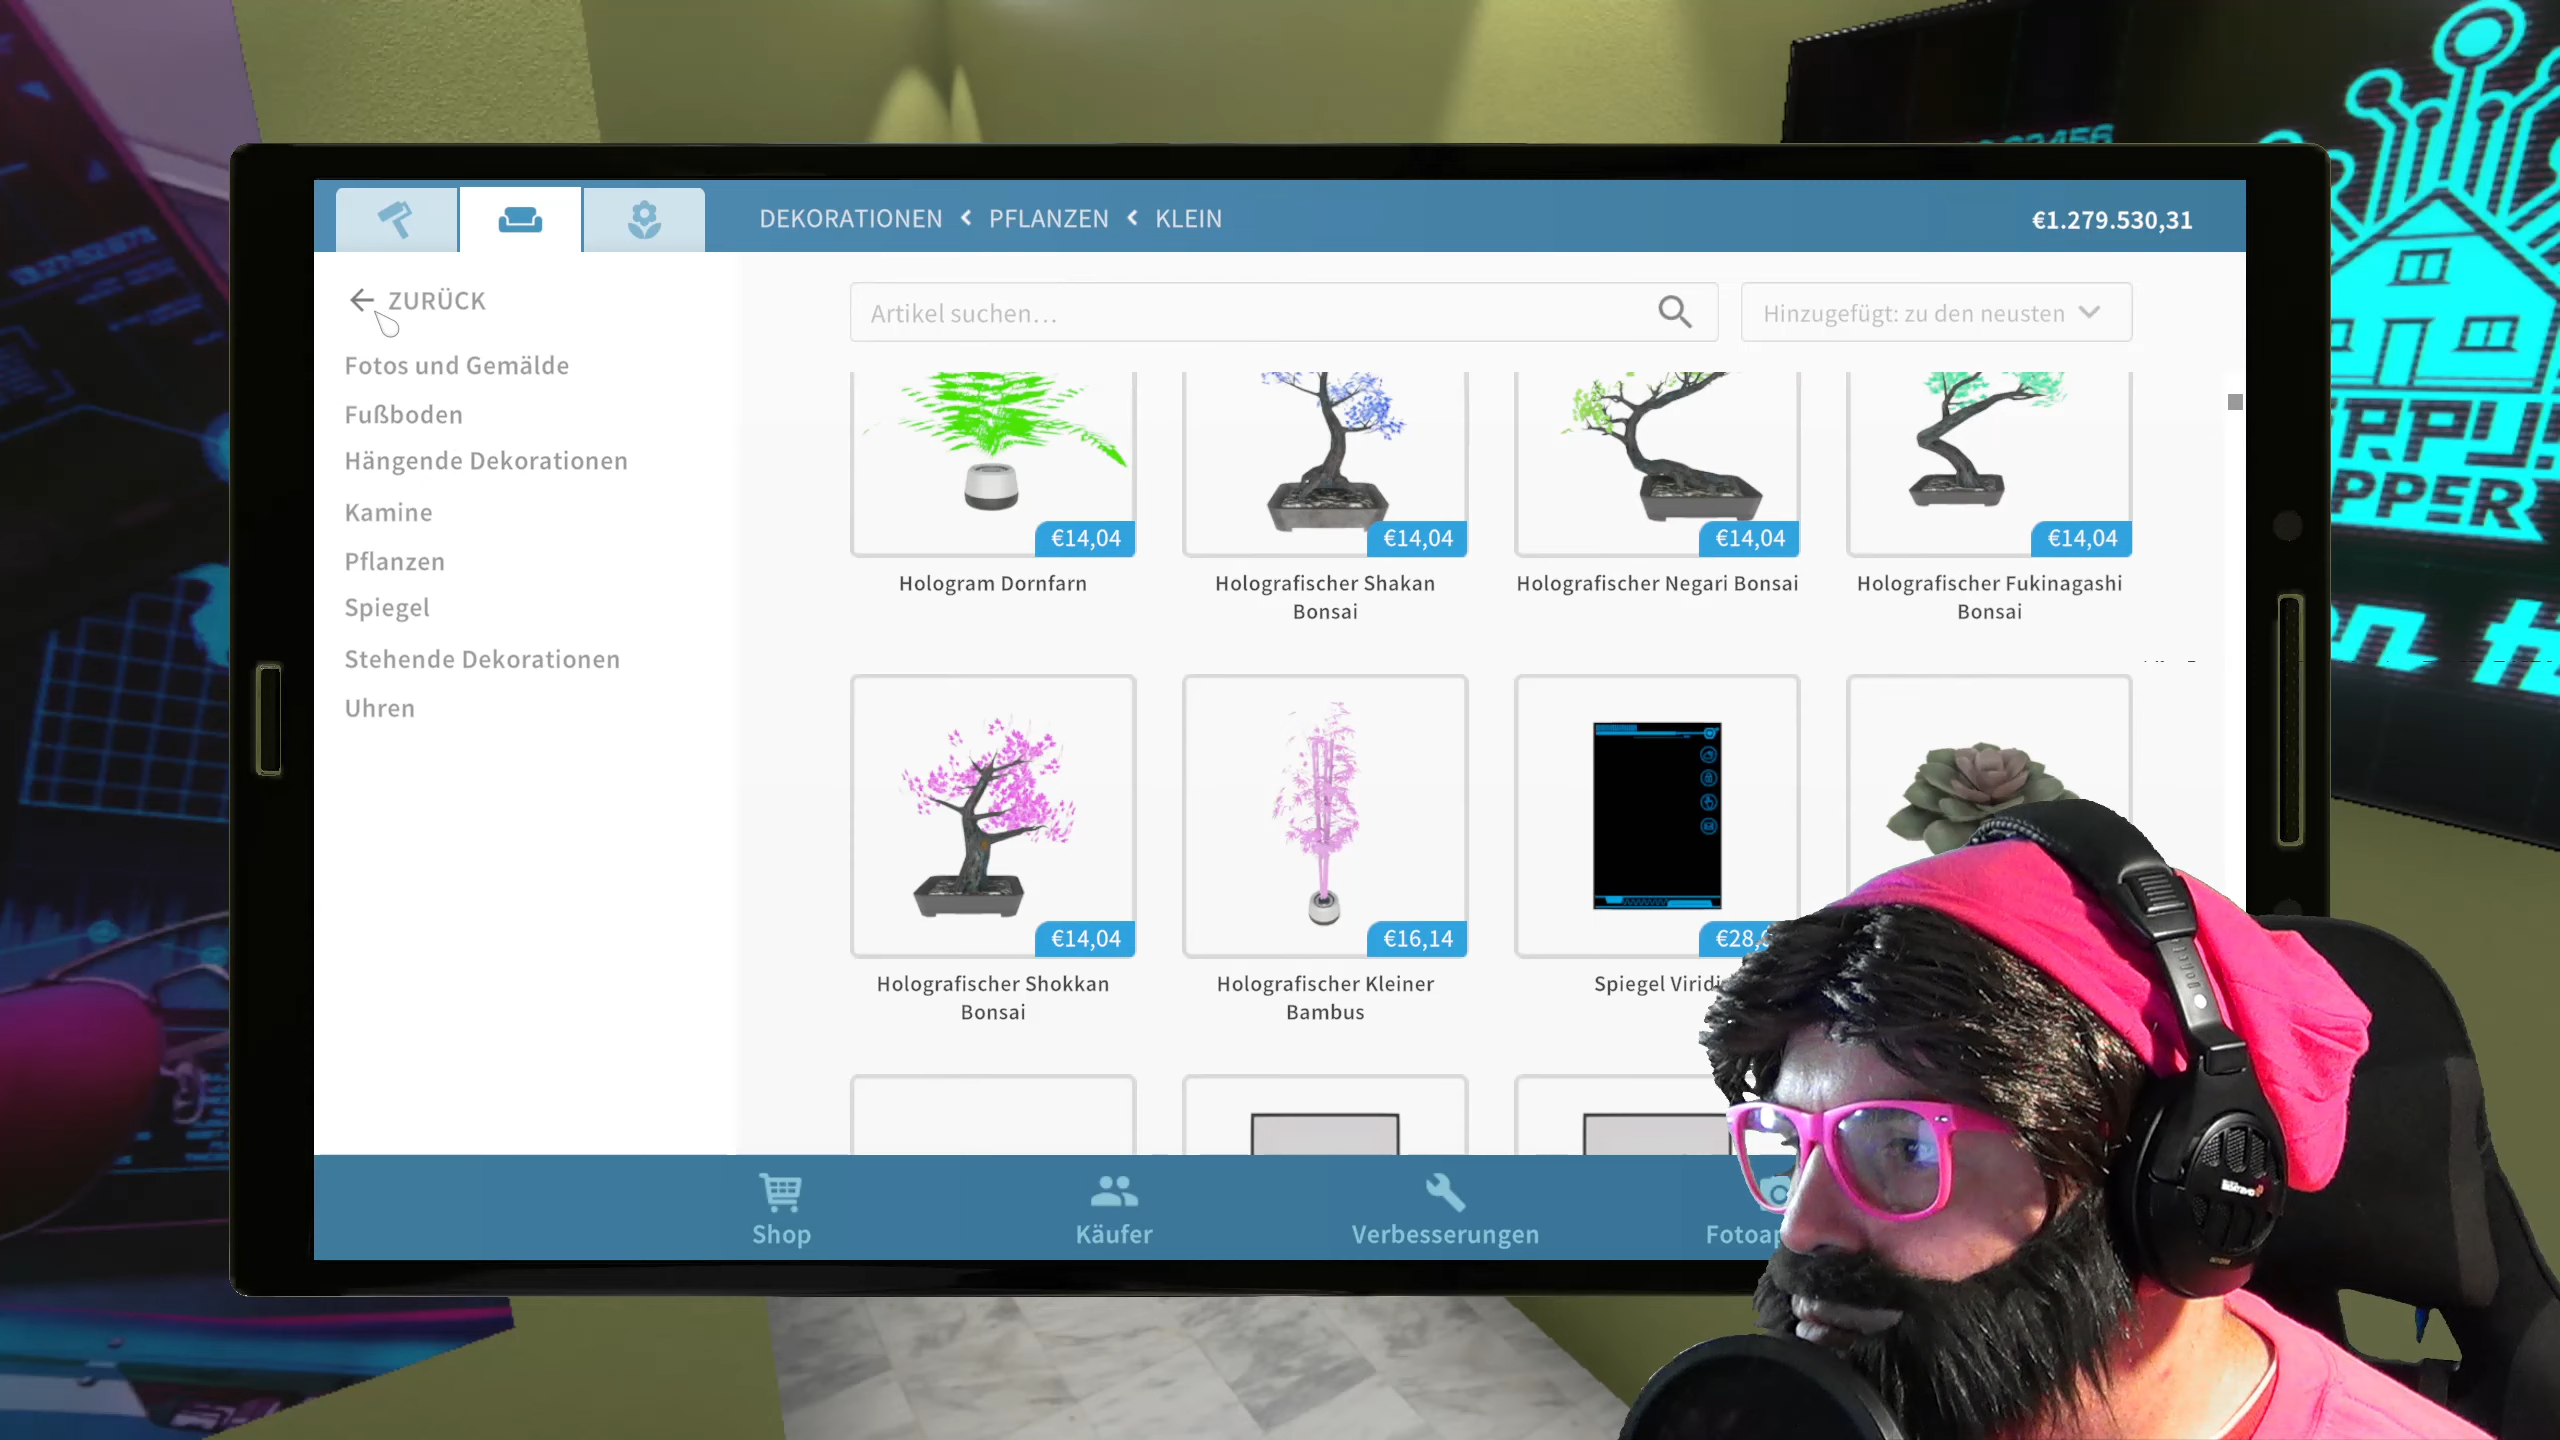 DEKORATIONEN < PFLANZEN < KLEIN
€1.279.530,31
ZURÜCK
Artikel suchen...
Hinzugefügt: zu den neusten
Fotos und Gemälde
Fußboden
Hängende Dekorationen
Kamine
Pflanzen
Spiegel
Stehende Dekorationen
Uhren
€14,04
€14,04
€14,04
€14,04
Hologram Dornfarn
Holografischer Shakan
Bonsai
Holografischer Negari Bonsai
Holografischer Fukinagashi
Bonsai
€14,04
€16,14
Holografischer Shokkan
Bonsai
Holografischer Kleiner
Bambus
Spiegel
Shop
Käufer
Verbesserungen